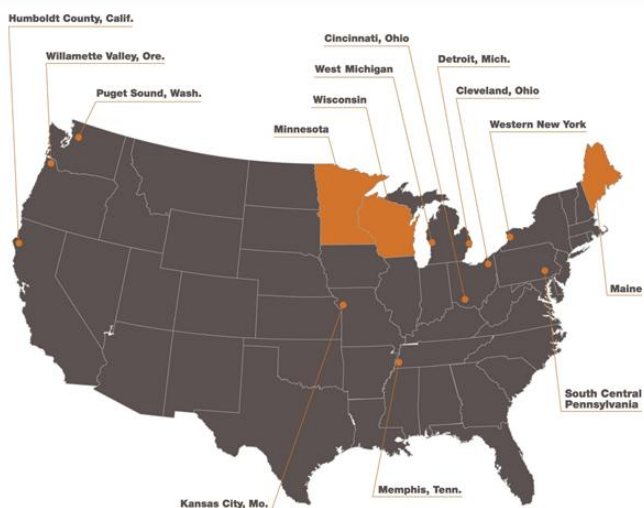 Humboldt County, Calif.
Willamette Valley, Ore.
Puget Sound, Wash.
Cincinnati, Ohio
West Michigan
Wisconsin
Minnesota
Detroit, Mich.
Cleveland, Ohio
Western New York
Maine
South Central
Pennsylvania
Memphis, Tenn.
Kansas City, Mo.